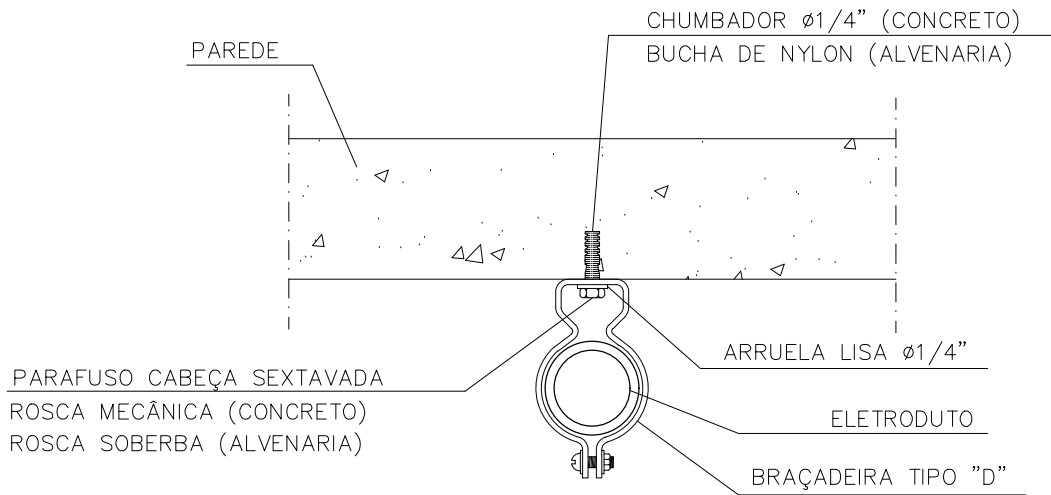 CHUMBADOR ø1/4" (CONCRETO)
BUCHA DE NYLON (ALVENARIA)
PAREDE
ARRUELA LISA ø1/4"
PARAFUSO CABEÇA SEXTAVADA
ROSCA MECÂNICA (CONCRETO)
ROSCA SOBERBA (ALVENARIA)
ELETRODUTO
BRAÇADEIRA TIPO "D"